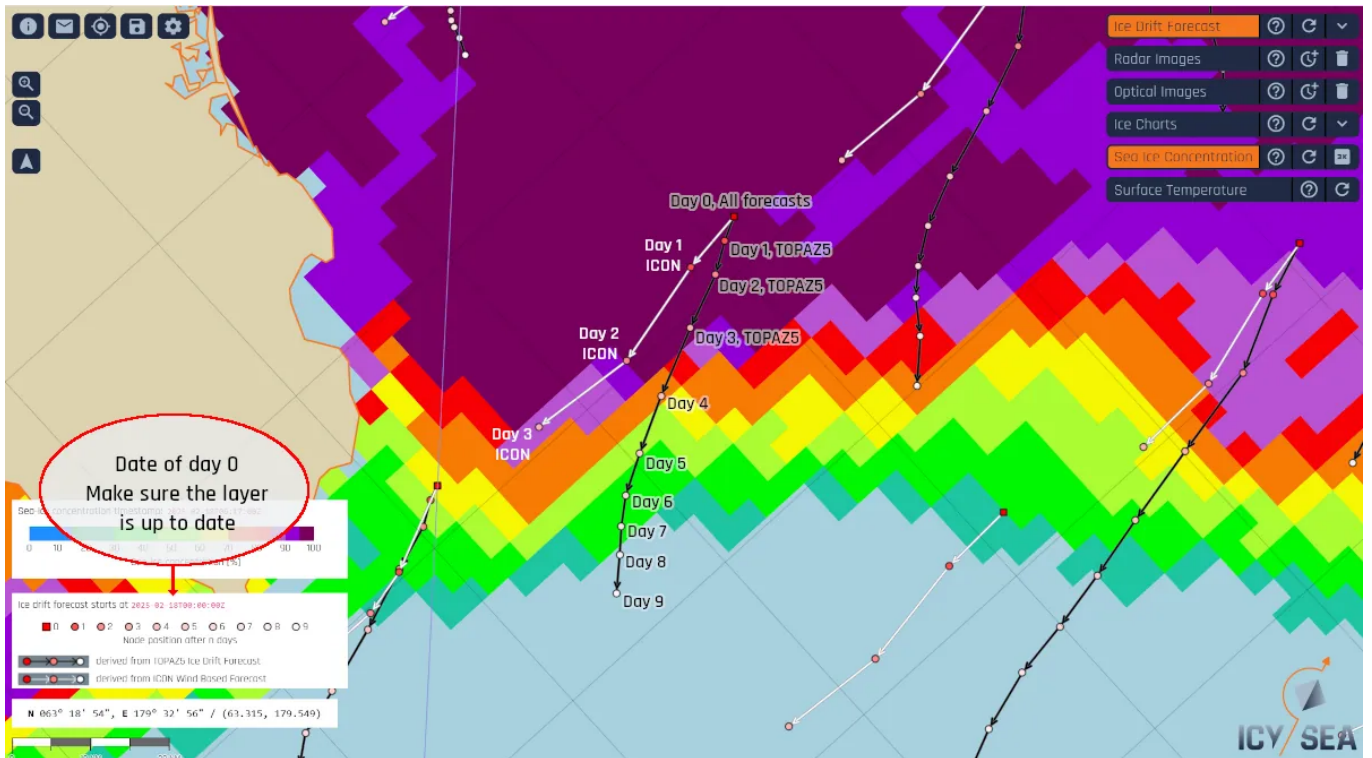 Ice Drift Forecast
Radar Images
Optical Images
Ice Charts
Sea Ice Concentration
Surface Temperature
Day 0, All forecasts
Day 1
ICON
Day 1, TOPAZ5
Day 2, TOPAZ5
Day 2
ICON
Day 3, TOPAZ5
Day 4
Day 3
ICON
Day 5
Day 6
Day 7
Day 8
Day 9
Date of day 0
Make sure the layer
is up to date
0 10 90 100
Ice drift forecast starts at 2025-02-18T00:00:00Z
0 1 2 3 4 5 6 7 8 9
Node position after n days
derived from TOPAZ5 Ice Drift Forecast
derived from ICON Wind Based Forecast
N 063° 18' 54", E 179° 32' 56" / (63.315, 179.549)
ICY SEA